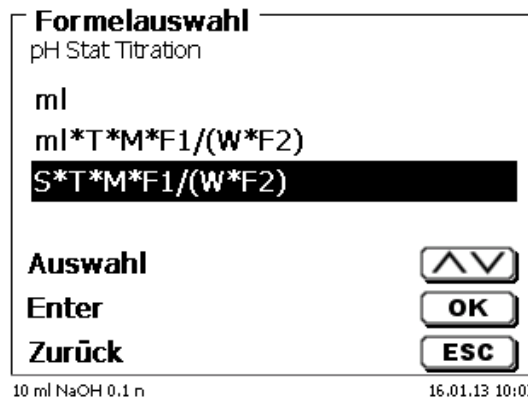 Formelauswahl
pH Stat Titration
ml
ml*T*M*F1/(W*F2)
S*T*M*F1/(W*F2)
Auswahl
Enter OK
Zurück ESC
10 ml NaOH 0.1 n 16.01.13 10:0